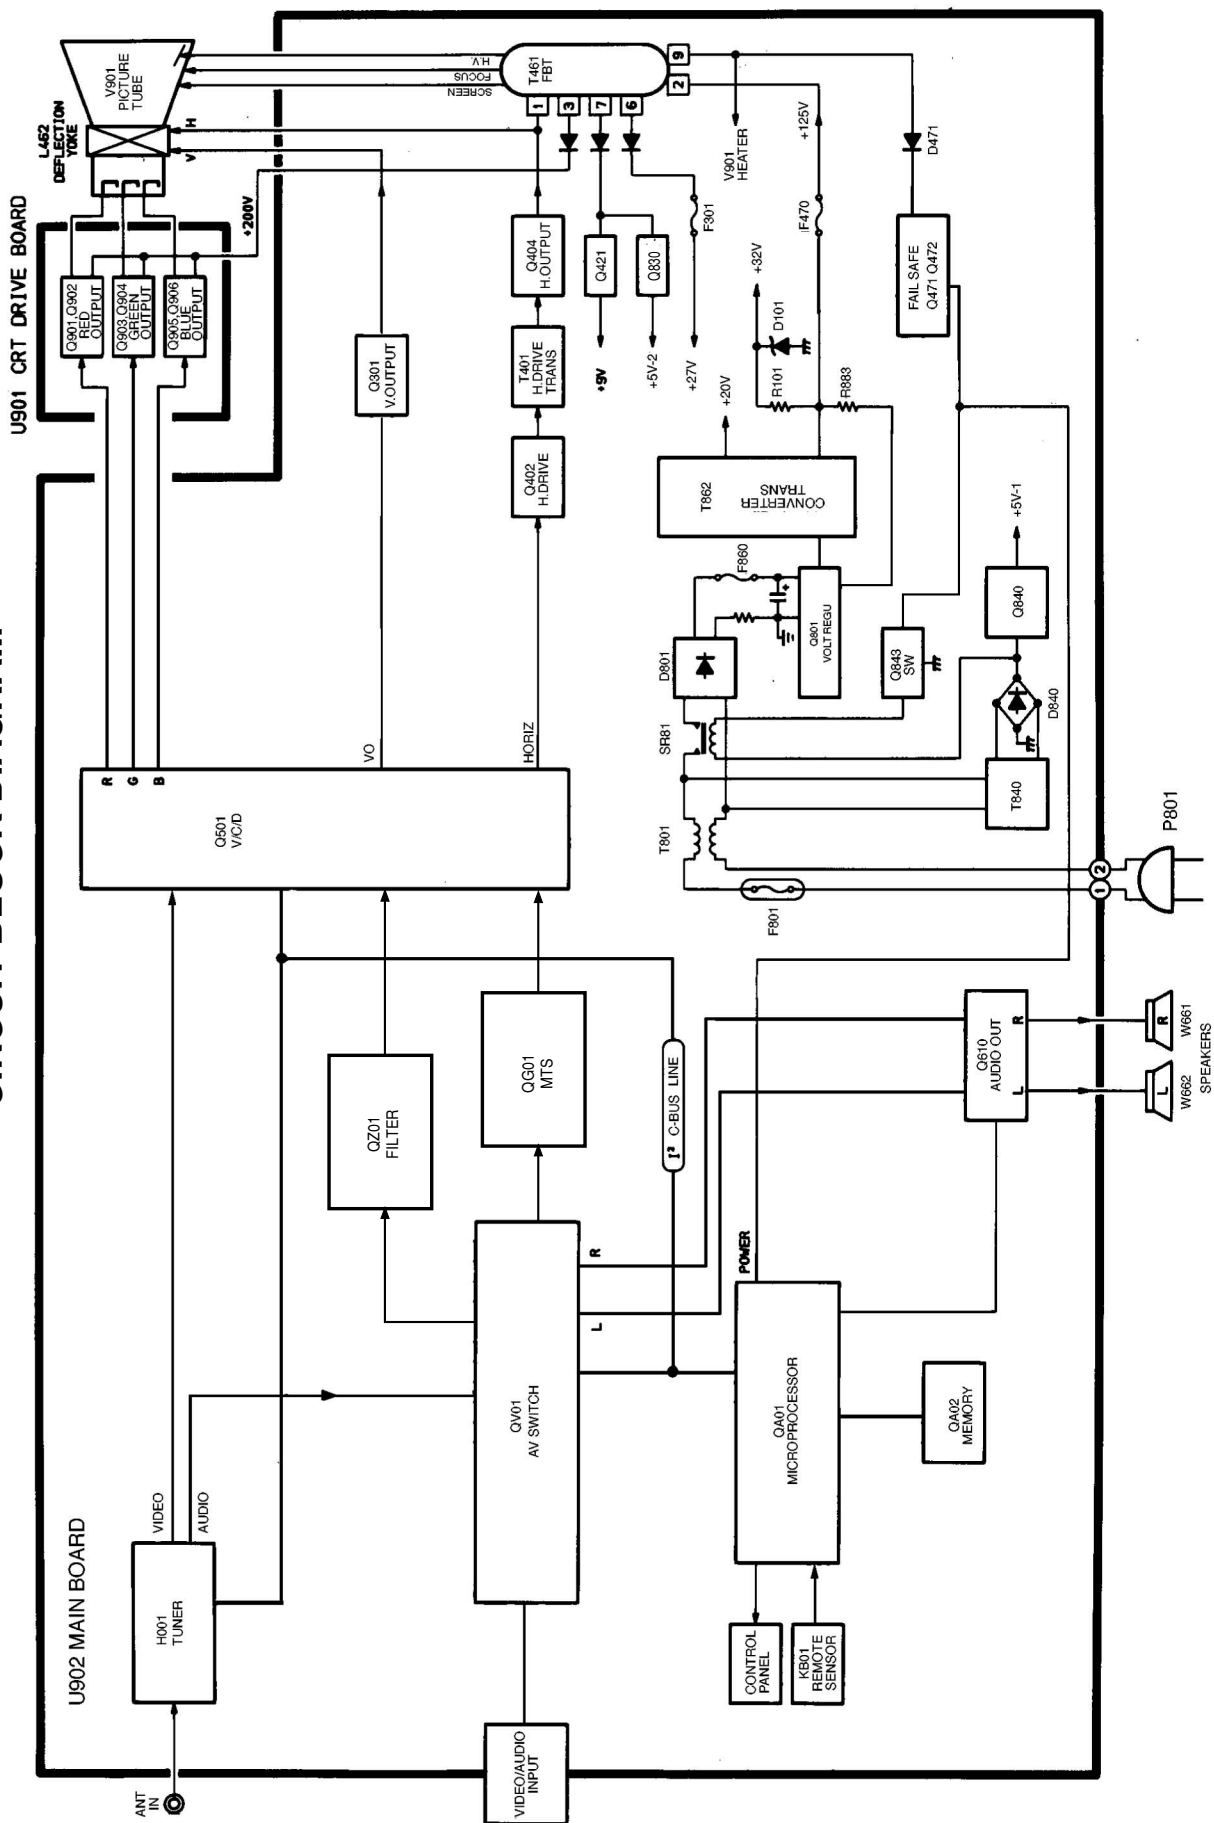 U901 CRT DRIVE BOARD
L462
DEFLECTION
YOKE
V901
PICTURE
TUBE
H
V
H.V.
FOCUS
SCREEN
T461
FBT
1
3
7
6
2
9
+200V
Q901,Q902
RED
OUTPUT
Q903,Q904
GREEN
OUTPUT
Q905,Q906
BLUE
OUTPUT
Q301
V.OUTPUT
Q404
H.OUTPUT
T401
H.DRIVE
TRANS
Q402
H.DRIVE
Q421
Q830
F301
+9V
+5V-2
+27V
V901
HEATER
+125V
F470
D471
FAIL SAFE
Q471 Q472
+32V
D101
R101
R883
+20V
T862
CONVERTER
TRANS
F860
D801
Q801
VOLT REGU
Q843
SW
+5V-1
Q840
D840
T840
SR81
T801
F801
1
2
P801
R
G
B
VO
HORIZ
Q501
V/C/D
QZ01
FILTER
QG01
MTS
I² C-BUS LINE
Q610
AUDIO OUT
L
R
R
W661
L
W662
SPEAKERS
U902 MAIN BOARD
VIDEO
AUDIO
H001
TUNER
ANT
IN
QV01
AV SWITCH
R
L
VIDEO/AUDIO
INPUT
POWER
QA01
MICROPROCESSOR
QA02
MEMORY
CONTROL
PANEL
KB01
REMOTE
SENSOR